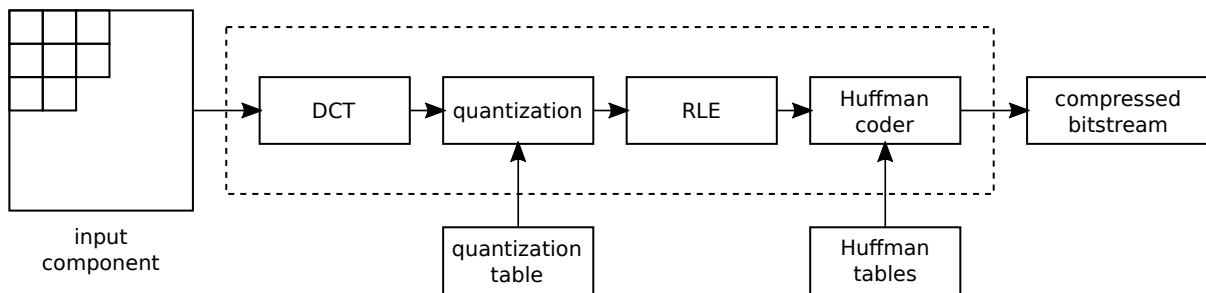 DCT
quantization
RLE
Huffman
coder
compressed
bitstream
input
component
quantization
table
Huffman
tables